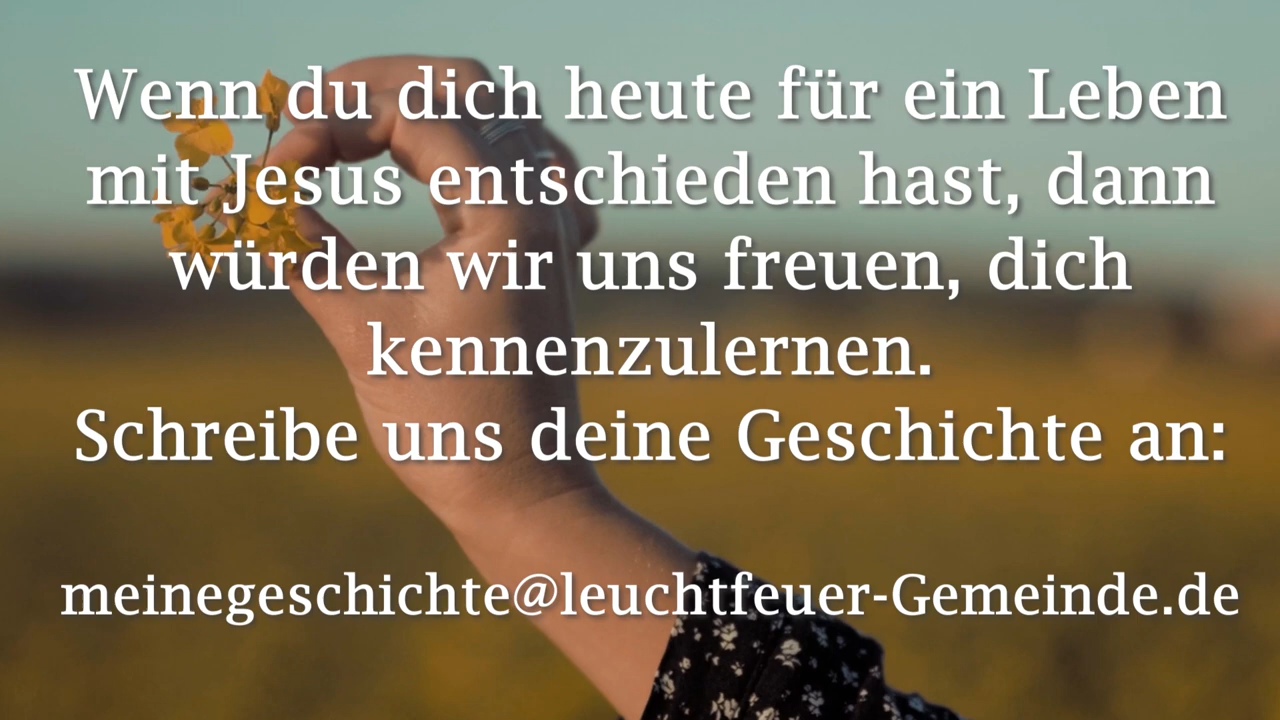 Wenn du dich heute für ein Leben
mit Jesus entschieden hast, dann
würden wir uns freuen, dich
kennenzulernen.
Schreibe uns deine Geschichte an:
meinegeschichte@leuchtfeuer-Gemeinde.de